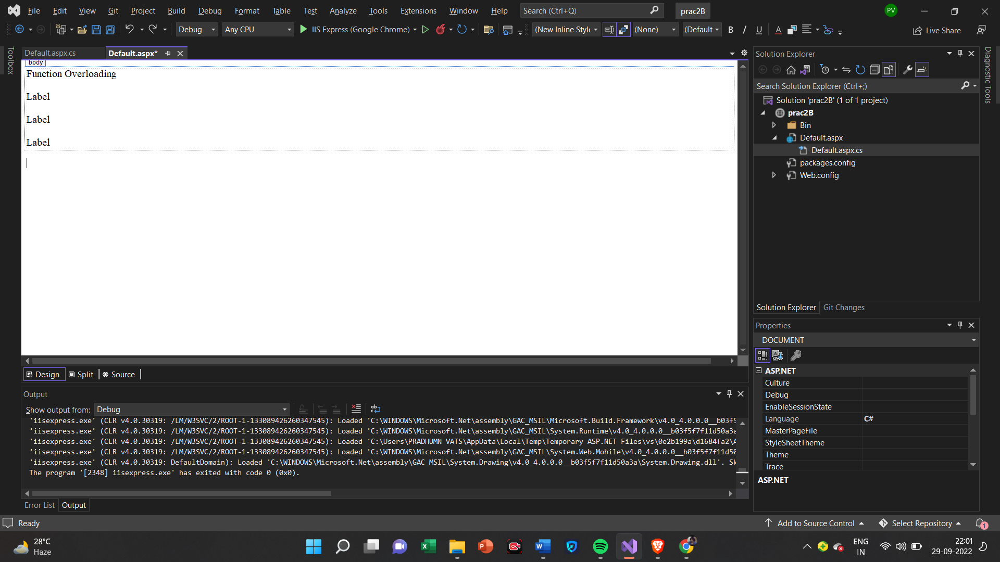 File Edit View Git Project Build Debug Format Table Test Analyze Tools Extensions Window Help Search (Ctrl+Q) prac2B PV
Debug Any CPU IIS Express (Google Chrome) (New Inline Style (None) (Default B I U A Live Share
Toolbox
Default.aspx.cs Default.aspx*
body
Function Overloading
Label
Label
Label
Design Split Source
Output
Show output from: Debug
'iisexpress.exe' (CLR v4.0.30319: /LM/W3SVC/2/ROOT-1-133089426260347545): Loaded 'C:\WINDOWS\Microsoft.Net\assembly\GAC_MSIL\Microsoft.Build.Framework\v4.0_4.0.0.0__b03f5
'iisexpress.exe' (CLR v4.0.30319: /LM/W3SVC/2/ROOT-1-133089426260347545): Loaded 'C:\WINDOWS\Microsoft.Net\assembly\GAC_MSIL\System.Runtime\v4.0_4.0.0.0__b03f5f7f11d50a3a
'iisexpress.exe' (CLR v4.0.30319: /LM/W3SVC/2/ROOT-1-133089426260347545): Loaded 'C:\Users\PRADHUMN VATS\AppData\Local\Temp\Temporary ASP.NET Files\vs\0e2b199a\d1684fa2\A
'iisexpress.exe' (CLR v4.0.30319: /LM/W3SVC/2/ROOT-1-133089426260347545): Loaded 'C:\WINDOWS\Microsoft.Net\assembly\GAC_MSIL\System.Web.Mobile\v4.0_4.0.0.0__b03f5f7f11d50
'iisexpress.exe' (CLR v4.0.30319: DefaultDomain): Loaded 'C:\WINDOWS\Microsoft.Net\assembly\GAC_MSIL\System.Drawing\v4.0_4.0.0.0__b03f5f7f11d50a3a\System.Drawing.dll'. Sk
The program '[2348] iisexpress.exe' has exited with code 0 (0x0).
Error List Output
Solution Explorer
Search Solution Explorer (Ctrl+;)
Solution 'prac2B' (1 of 1 project)
prac2B
Bin
Default.aspx
Default.aspx.cs
packages.config
Web.config
Solution Explorer Git Changes
Properties
DOCUMENT
ASP.NET
Culture
Debug
EnableSessionState
Language C#
MasterPageFile
StyleSheetTheme
Theme
Trace
ASP.NET
Diagnostic Tools
Ready Add to Source Control Select Repository 1
28°C
Haze
ENG
IN
22:01
29-09-2022